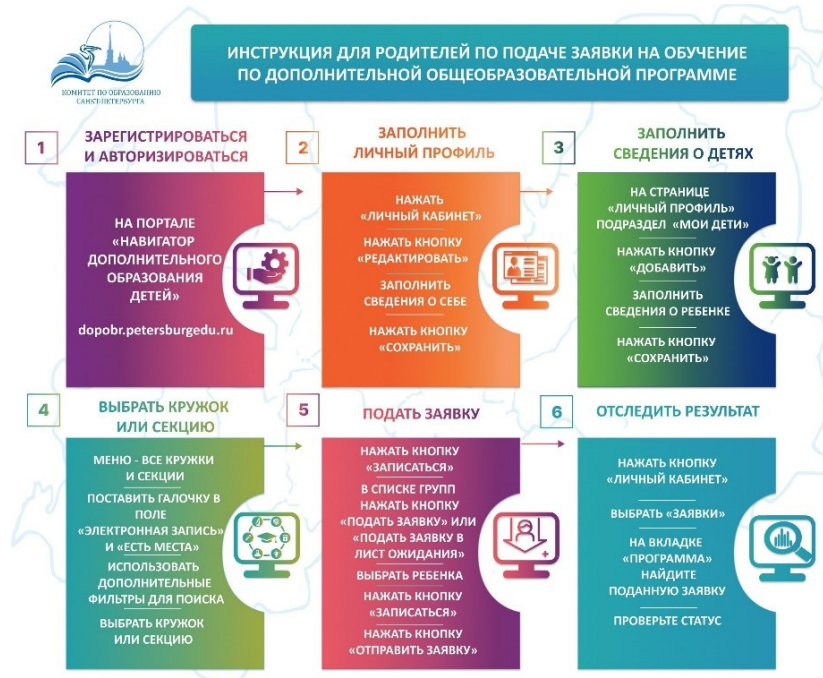 КОМИТЕТ ПО ОБРАЗОВАНИЮ
САНКТ-ПЕТЕРБУРГА
ИНСТРУКЦИЯ ДЛЯ РОДИТЕЛЕЙ ПО ПОДАЧЕ ЗАЯВКИ НА ОБУЧЕНИЕ
ПО ДОПОЛНИТЕЛЬНОЙ ОБЩЕОБРАЗОВАТЕЛЬНОЙ ПРОГРАММЕ
1
ЗАРЕГИСТРИРОВАТЬСЯ
И АВТОРИЗИРОВАТЬСЯ
НА ПОРТАЛЕ
«НАВИГАТОР
ДОПОЛНИТЕЛЬНОГО
ОБРАЗОВАНИЯ
ДЕТЕЙ»
dopobr.petersburgedu.ru
2
ЗАПОЛНИТЬ
ЛИЧНЫЙ ПРОФИЛЬ
НАЖАТЬ
«ЛИЧНЫЙ КАБИНЕТ»
НАЖАТЬ КНОПКУ
«РЕДАКТИРОВАТЬ»
ЗАПОЛНИТЬ
СВЕДЕНИЯ О СЕБЕ
НАЖАТЬ КНОПКУ
«СОХРАНИТЬ»
3
ЗАПОЛНИТЬ
СВЕДЕНИЯ О ДЕТЯХ
НА СТРАНИЦЕ
«ЛИЧНЫЙ ПРОФИЛЬ»
ПОДРАЗДЕЛ «МОИ ДЕТИ»
НАЖАТЬ КНОПКУ
«ДОБАВИТЬ»
ЗАПОЛНИТЬ
СВЕДЕНИЯ О РЕБЕНКЕ
НАЖАТЬ КНОПКУ
«СОХРАНИТЬ»
4
ВЫБРАТЬ КРУЖОК
ИЛИ СЕКЦИЮ
МЕНЮ - ВСЕ КРУЖКИ
И СЕКЦИИ
ПОСТАВИТЬ ГАЛОЧКУ В
ПОЛЕ
«ЭЛЕКТРОННАЯ ЗАПИСЬ»
И «ЕСТЬ МЕСТА»
ИСПОЛЬЗОВАТЬ
ДОПОЛНИТЕЛЬНЫЕ
ФИЛЬТРЫ ДЛЯ ПОИСКА
ВЫБРАТЬ КРУЖОК
ИЛИ СЕКЦИЮ
5
ПОДАТЬ ЗАЯВКУ
НАЖАТЬ КНОПКУ
«ЗАПИСАТЬСЯ»
В СПИСКЕ ГРУПП
НАЖАТЬ КНОПКУ
«ПОДАТЬ ЗАЯВКУ» ИЛИ
«ПОДАТЬ ЗАЯВКУ В
ЛИСТ ОЖИДАНИЯ»
ВЫБРАТЬ РЕБЕНКА
НАЖАТЬ КНОПКУ
«ЗАПИСАТЬСЯ»
НАЖАТЬ КНОПКУ
«ОТПРАВИТЬ ЗАЯВКУ»
6
ОТСЛЕДИТЬ РЕЗУЛЬТАТ
НАЖАТЬ КНОПКУ
«ЛИЧНЫЙ КАБИНЕТ»
ВЫБРАТЬ «ЗАЯВКИ»
НА ВКЛАДКЕ
«ПРОГРАММА»
НАЙДИТЕ
ПОДАННУЮ ЗАЯВКУ
ПРОВЕРЬТЕ СТАТУС